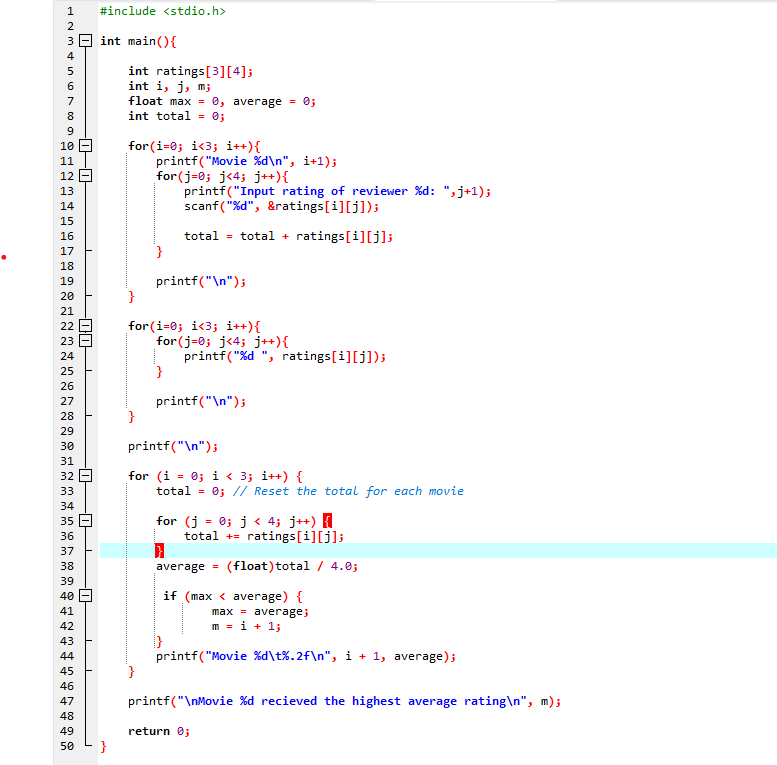 1 #include <stdio.h>
2
3 int main(){
4
5 int ratings[3][4];
6 int i, j, m;
7 float max = 0, average = 0;
8 int total = 0;
9
10 for(i=0; i<3; i++){
11 printf("Movie %d\n", i+1);
12 for(j=0; j<4; j++){
13 printf("Input rating of reviewer %d: ",j+1);
14 scanf("%d", &ratings[i][j]);
15
16 total = total + ratings[i][j];
17 }
18
19 printf("\n");
20 }
21
22 for(i=0; i<3; i++){
23 for(j=0; j<4; j++){
24 printf("%d ", ratings[i][j]);
25 }
26
27 printf("\n");
28 }
29
30 printf("\n");
31
32 for (i = 0; i < 3; i++) {
33 total = 0; // Reset the total for each movie
34
35 for (j = 0; j < 4; j++) {
36 total += ratings[i][j];
37 }
38 average = (float)total / 4.0;
39
40 if (max < average) {
41 max = average;
42 m = i + 1;
43 }
44 printf("Movie %d\t%.2f\n", i + 1, average);
45 }
46
47 printf("\nMovie %d recieved the highest average rating\n", m);
48
49 return 0;
50 }